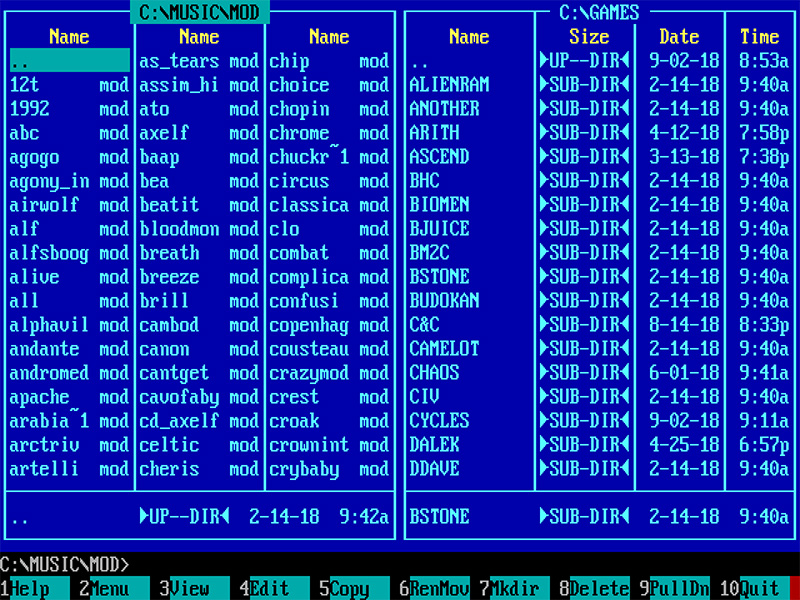 C:\MUSIC\MOD C:\GAMES
Name Name Name Name Size Date Time
.. as_tears mod chip mod .. ►UP--DIR◄ 9-02-18 8:53a
12t mod assim_hi mod choice mod ALIENRAM ►SUB-DIR◄ 2-14-18 9:40a
1992 mod ato mod chopin mod ANOTHER ►SUB-DIR◄ 2-14-18 9:40a
abc mod axelf mod chrome mod ARITH ►SUB-DIR◄ 4-12-18 7:58p
agogo mod baap mod chuckr~1 mod ASCEND ►SUB-DIR◄ 3-13-18 7:38p
agony_in mod bea mod circus mod BHC ►SUB-DIR◄ 2-14-18 9:40a
airwolf mod beatit mod classica mod BIOMEN ►SUB-DIR◄ 2-14-18 9:40a
alf mod bloodmon mod clo mod BJUICE ►SUB-DIR◄ 2-14-18 9:40a
alfsboog mod breath mod combat mod BM2C ►SUB-DIR◄ 2-14-18 9:40a
alive mod breeze mod complica mod BSTONE ►SUB-DIR◄ 2-14-18 9:40a
all mod brill mod confusi mod BUDOKAN ►SUB-DIR◄ 2-14-18 9:40a
alphavil mod cambod mod copenhag mod C&C ►SUB-DIR◄ 8-14-18 8:33p
andante mod canon mod cousteau mod CAMELOT ►SUB-DIR◄ 2-14-18 9:40a
andromed mod cantget mod crazymod mod CHAOS ►SUB-DIR◄ 6-01-18 9:41a
apache mod cavofaby mod crest mod CIV ►SUB-DIR◄ 2-14-18 9:40a
arabia~1 mod cd_axelf mod croak mod CYCLES ►SUB-DIR◄ 9-02-18 9:11a
arctriv mod celtic mod crownint mod DALEK ►SUB-DIR◄ 4-25-18 6:57p
artelli mod cheris mod crybaby mod DDAVE ►SUB-DIR◄ 2-14-18 9:40a
.. ►UP--DIR◄ 2-14-18 9:42a BSTONE ►SUB-DIR◄ 2-14-18 9:40a
C:\MUSIC\MOD>
1Help 2Menu 3View 4Edit 5Copy 6RenMov 7Mkdir 8Delete 9PullDn 10Quit